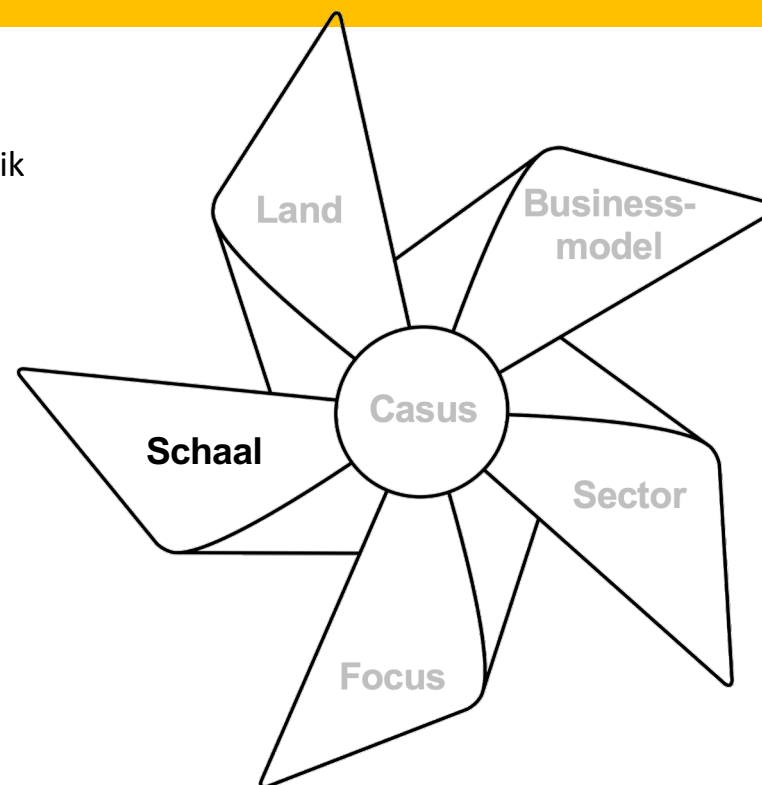 ik
Land
Business-
model
Casus
Schaal
Sector
Focus